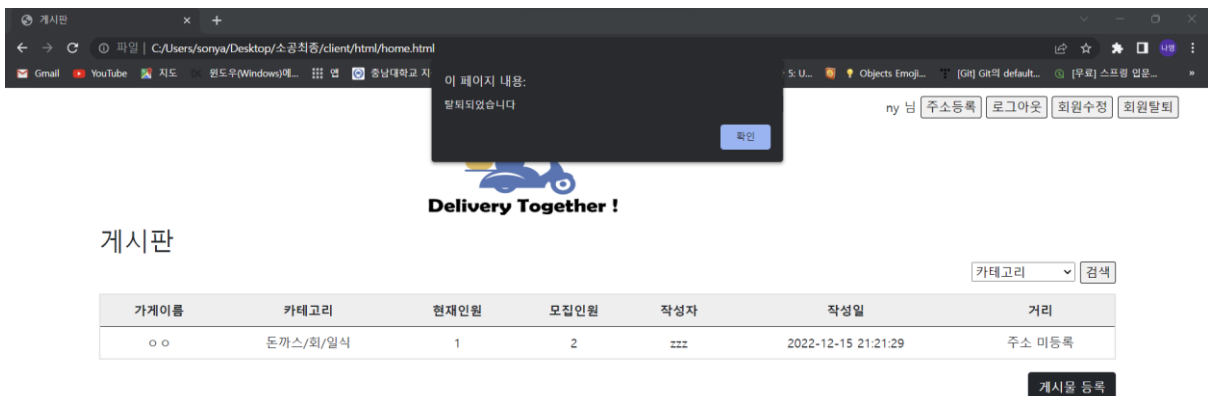 게시판
파일 | C:/Users/sonya/Desktop/소공최종/client/html/home.html
나영
Gmail YouTube 지도 윈도우(Windows)에... 앱 충남대학교 지 5: U... Objects Emoji... [Git] Git의 default... [무료] 스프링 입문... »
이 페이지 내용:
탈퇴되었습니다
확인
ny 님 주소등록 로그아웃 회원수정 회원탈퇴
Delivery Together !
게시판
카테고리 검색
가게이름 카테고리 현재인원 모집인원 작성자 작성일 거리
ㅇㅇ 돈까스/회/일식 1 2 zzz 2022-12-15 21:21:29 주소 미등록
게시물 등록